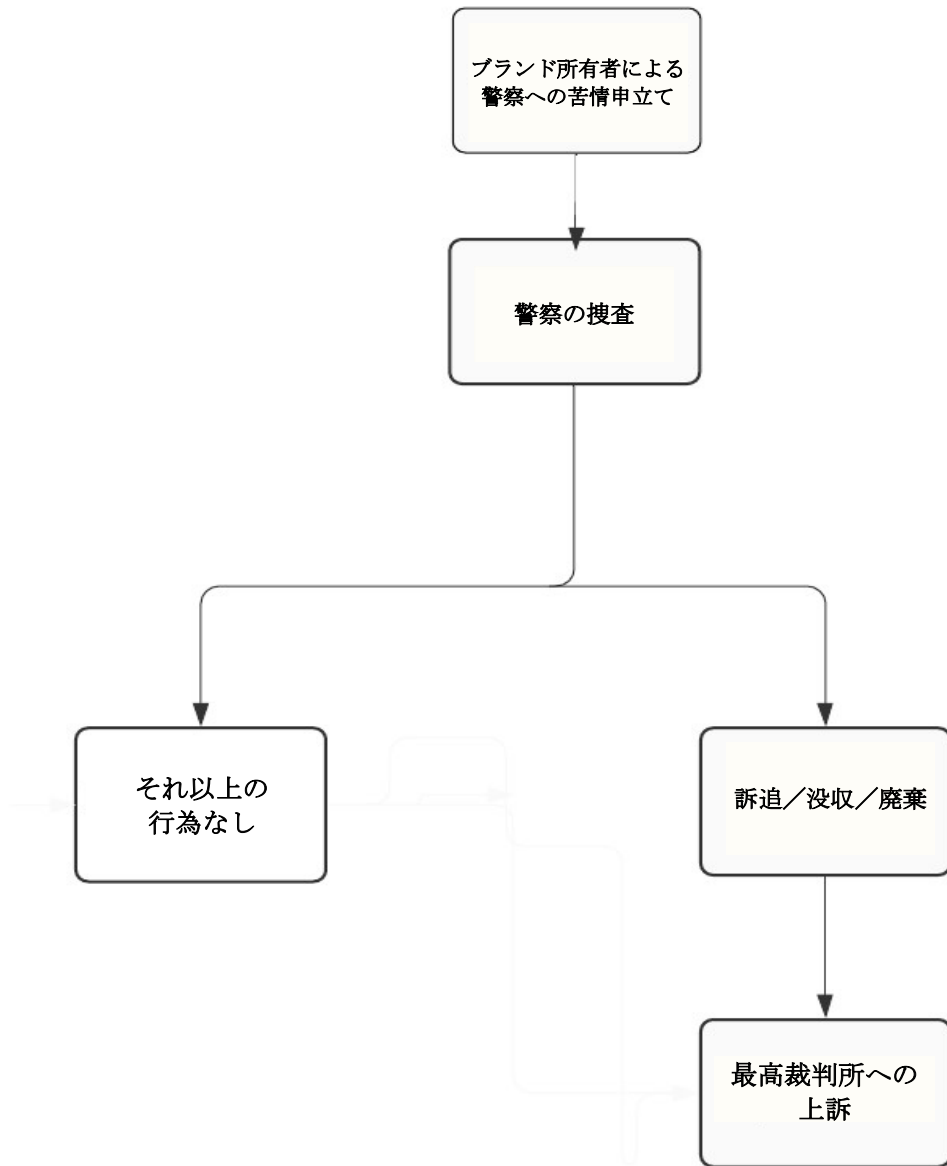 ブランド所有者による
警察への苦情申立て
警察の捜査
それ以上の
行為なし
訴追／没収／廃棄
最高裁判所への
上訴